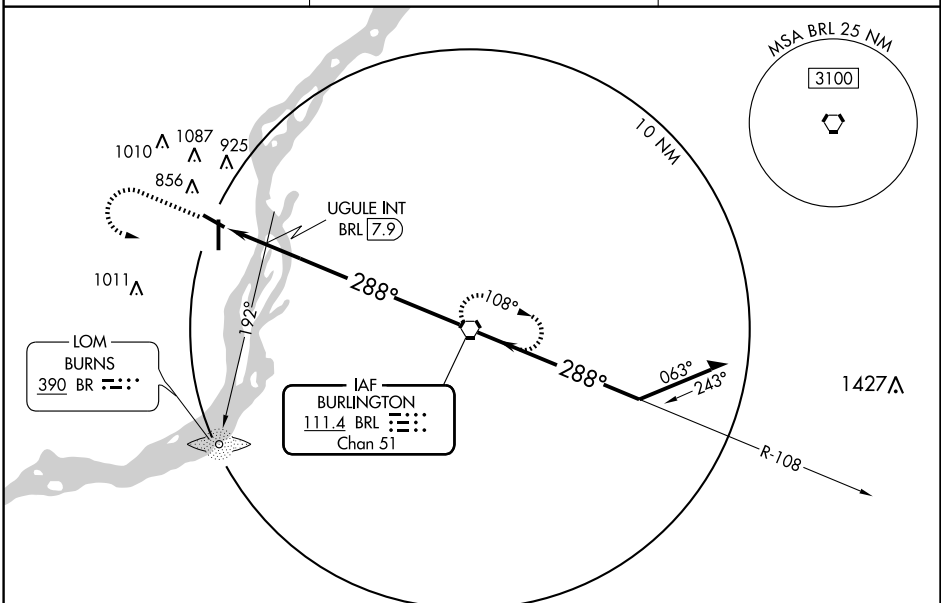 MSA BRL 25 NM
3100
10 NM
1010
1087
925
856
UGULE INT
BRL 7.9
1011
288°
192°
108°
LOM
BURNS
390 BR
IAF
BURLINGTON
111.4 BRL
Chan 51
288°
063°
243°
1427
R-108